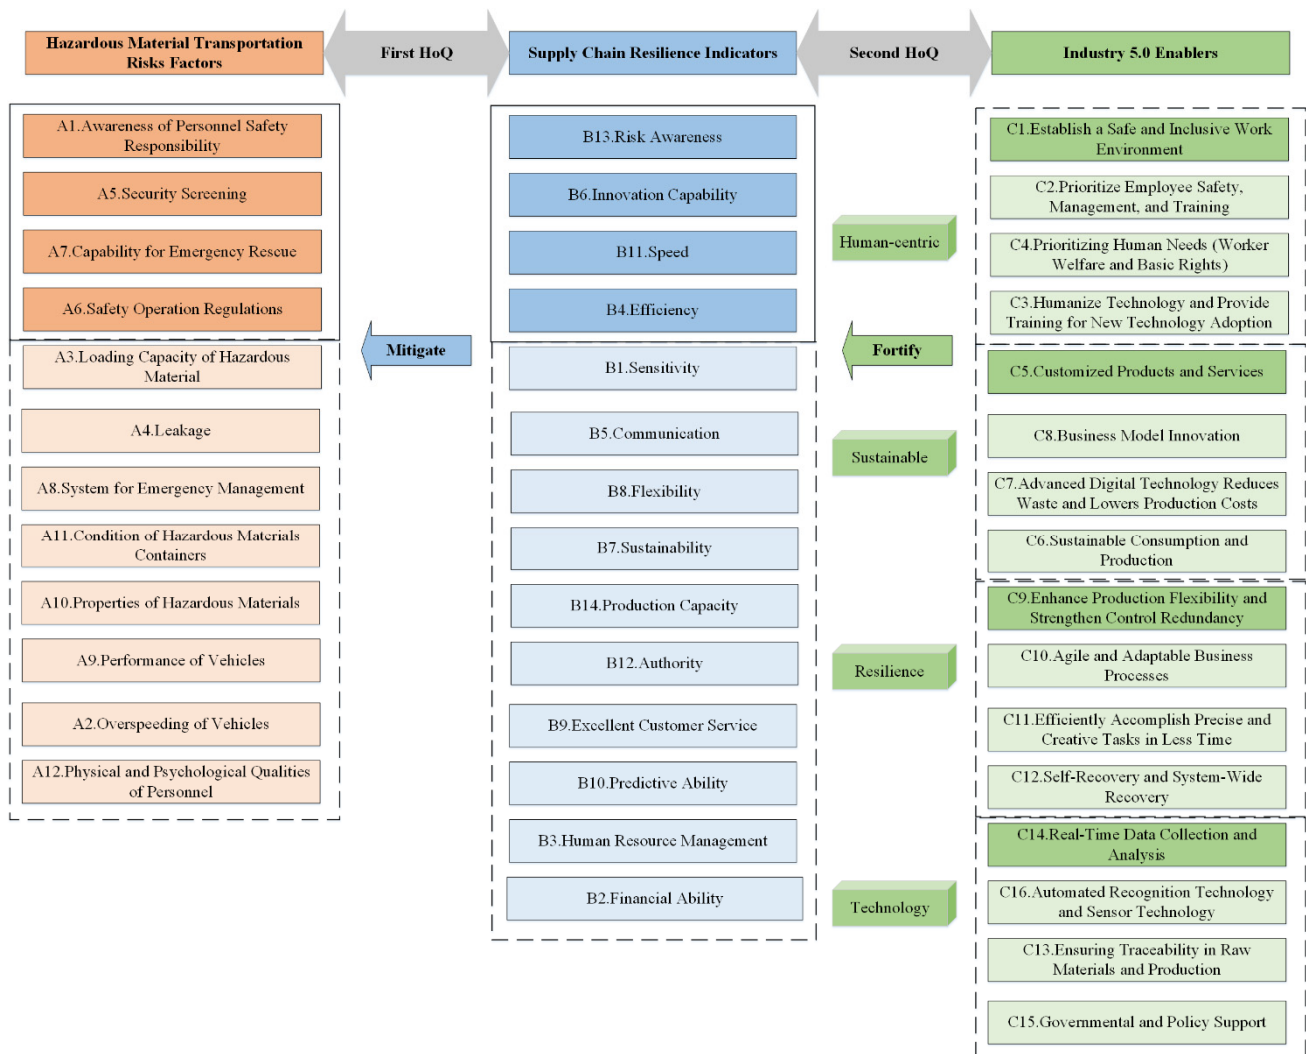 Hazardous Material Transportation
Risks Factors
First HoQ
Supply Chain Resilience Indicators
Second HoQ
Industry 5.0 Enablers
A1.Awareness of Personnel Safety
Responsibility
A5.Security Screening
A7.Capability for Emergency Rescue
A6.Safety Operation Regulations
A3.Loading Capacity of Hazardous
Material
A4.Leakage
A8.System for Emergency Management
A11.Condition of Hazardous Materials
Containers
A10.Properties of Hazardous Materials
A9.Performance of Vehicles
A2.Overspeeding of Vehicles
A12.Physical and Psychological Qualities
of Personnel
Mitigate
B13.Risk Awareness
B6.Innovation Capability
B11.Speed
B4.Efficiency
B1.Sensitivity
B5.Communication
B8.Flexibility
B7.Sustainability
B14.Production Capacity
B12.Authority
B9.Excellent Customer Service
B10.Predictive Ability
B3.Human Resource Management
B2.Financial Ability
Human-centric
Fortify
Sustainable
Resilience
Technology
C1.Establish a Safe and Inclusive Work
Environment
C2.Prioritize Employee Safety,
Management, and Training
C4.Prioritizing Human Needs (Worker
Welfare and Basic Rights)
C3.Humanize Technology and Provide
Training for New Technology Adoption
C5.Customized Products and Services
C8.Business Model Innovation
C7.Advanced Digital Technology Reduces
Waste and Lowers Production Costs
C6.Sustainable Consumption and
Production
C9.Enhance Production Flexibility and
Strengthen Control Redundancy
C10.Agile and Adaptable Business
Processes
C11.Efficiently Accomplish Precise and
Creative Tasks in Less Time
C12.Self-Recovery and System-Wide
Recovery
C14.Real-Time Data Collection and
Analysis
C16.Automated Recognition Technology
and Sensor Technology
C13.Ensuring Traceability in Raw
Materials and Production
C15.Governmental and Policy Support